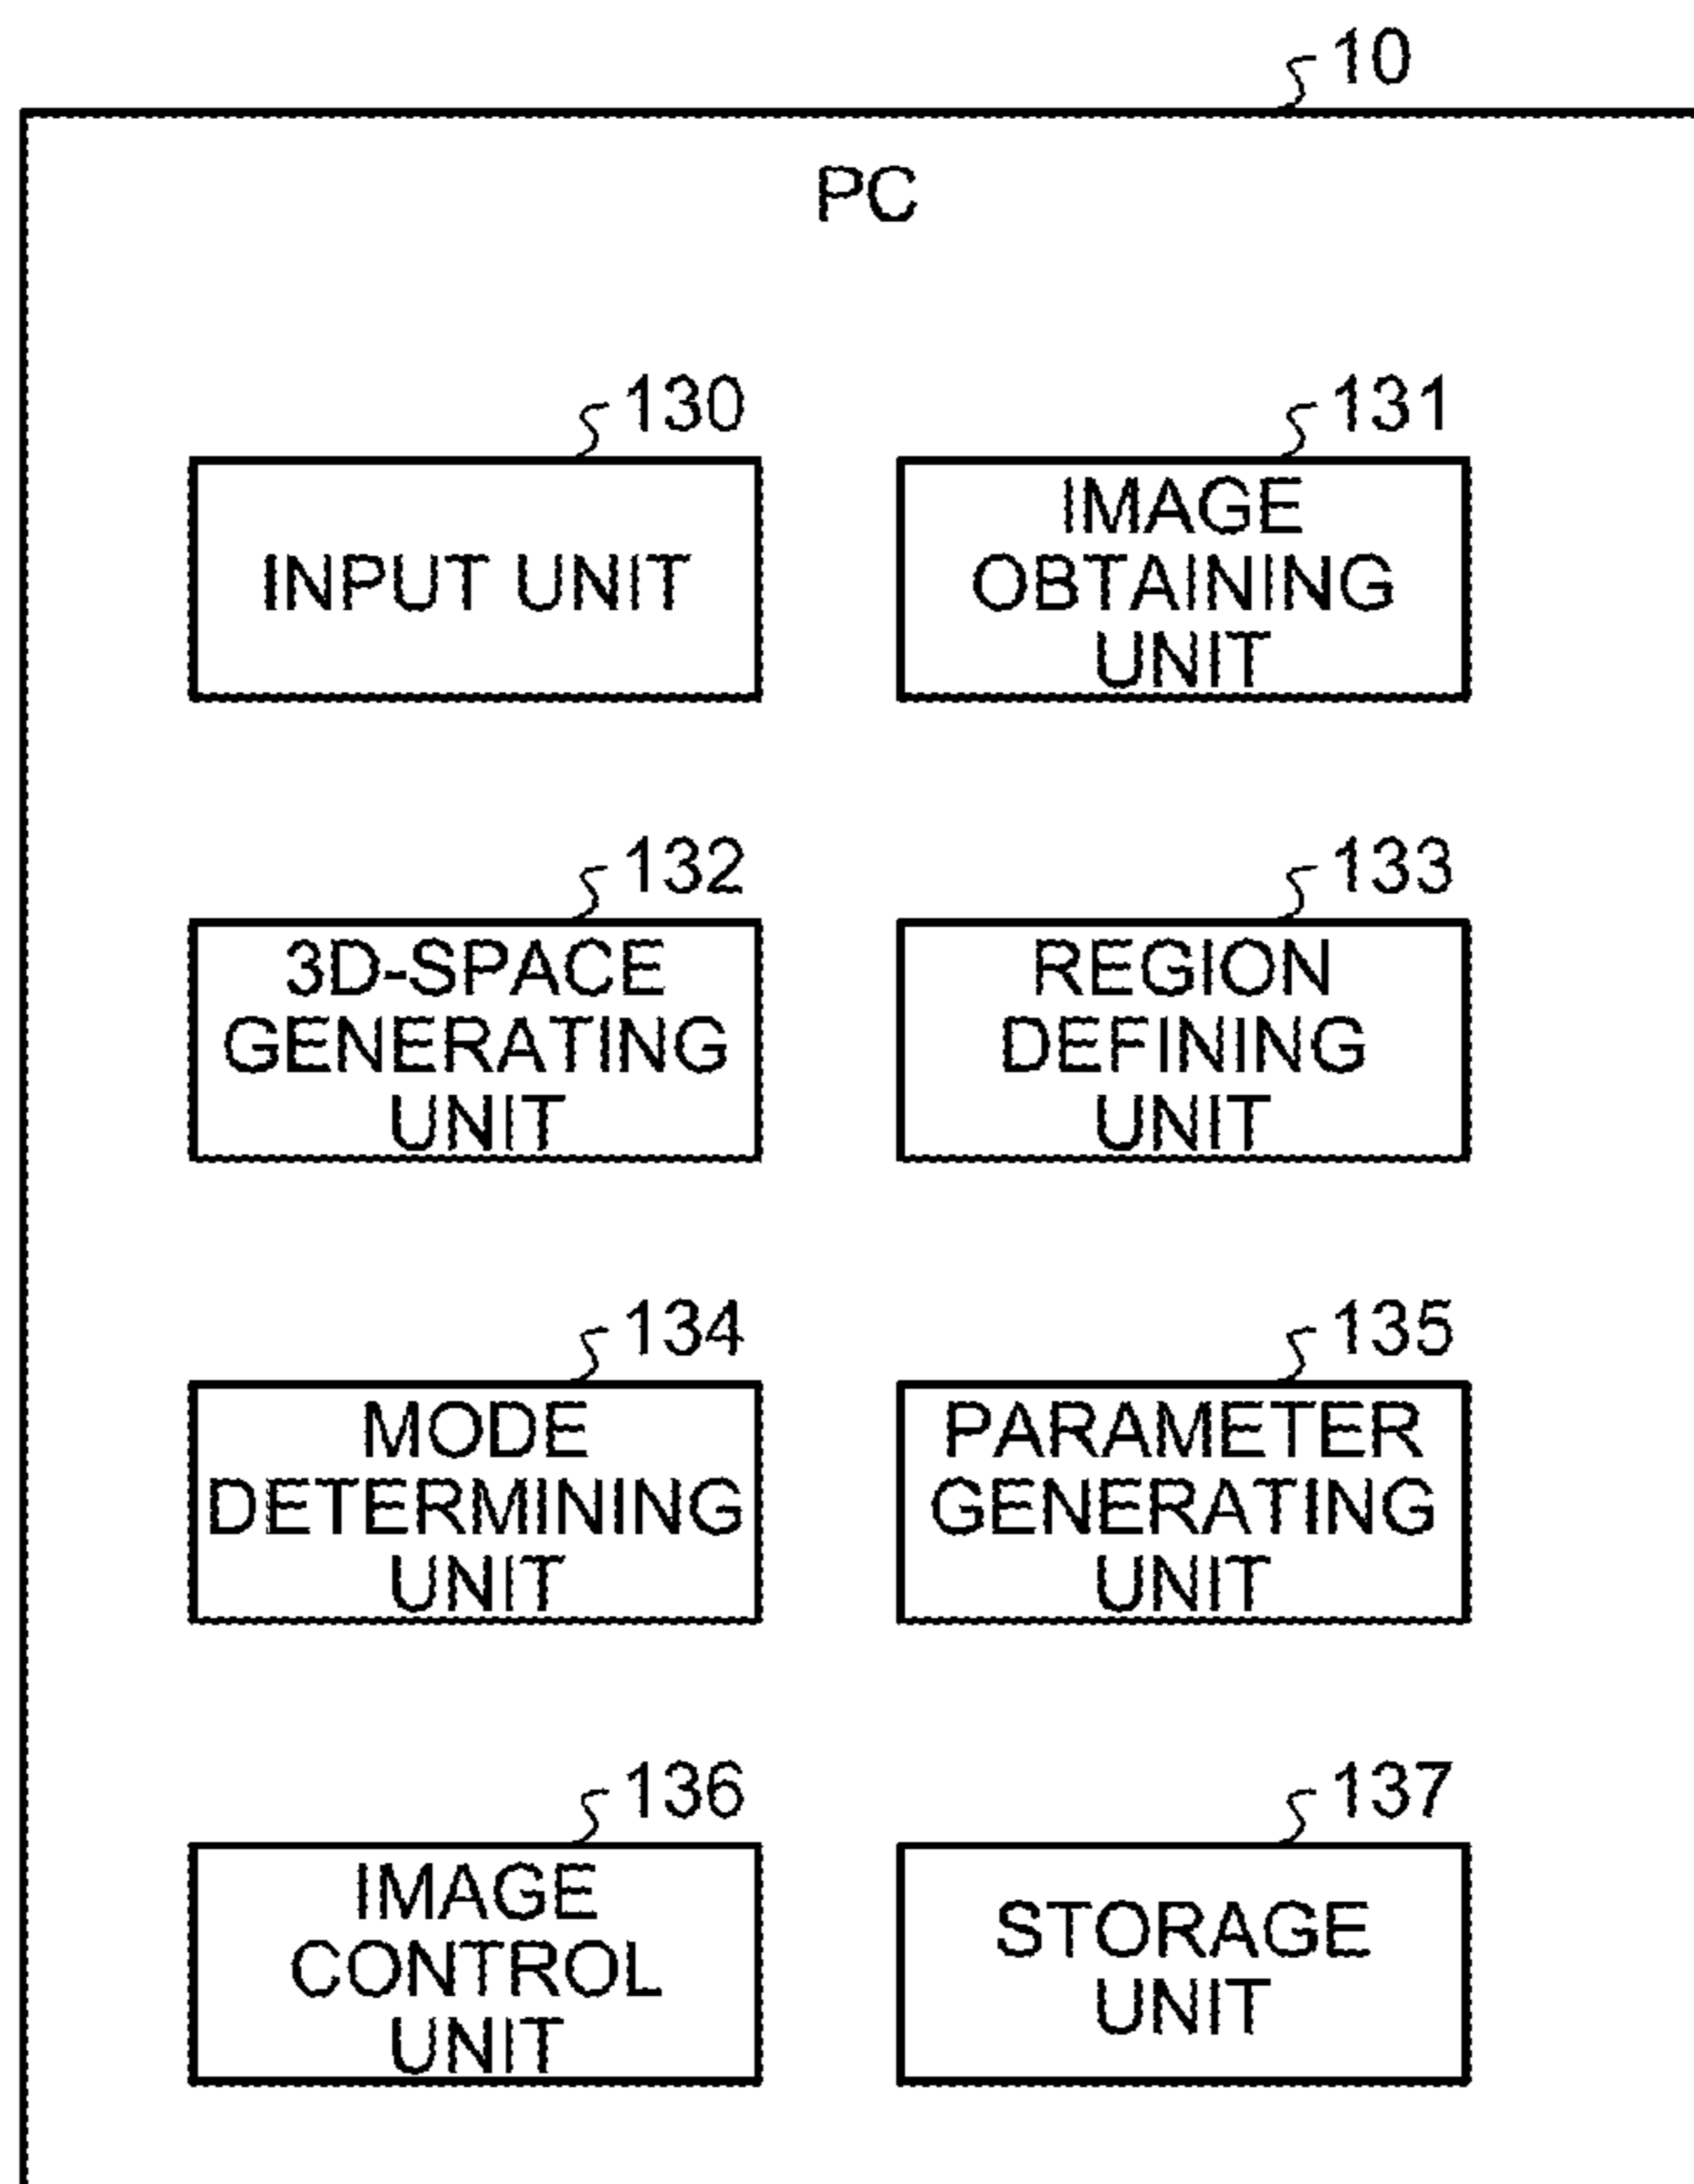 10
PC
130
INPUT UNIT
131
IMAGE
OBTAINING
UNIT
132
3D-SPACE
GENERATING
UNIT
133
REGION
DEFINING
UNIT
134
MODE
DETERMINING
UNIT
135
PARAMETER
GENERATING
UNIT
136
IMAGE
CONTROL
UNIT
137
STORAGE
UNIT